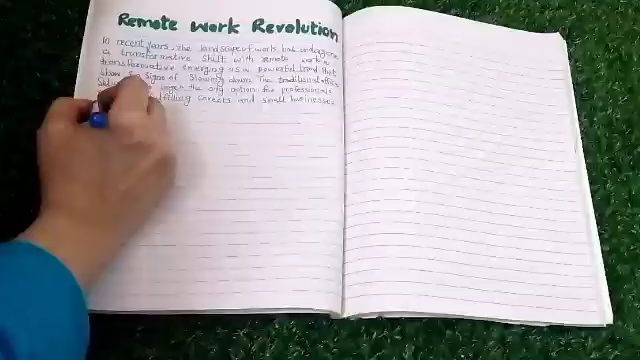 Remote work Revolution
In recent years, the landscape of work has undergone
a transformative shift with remote work
transformative emerging as a powerful trend that
show no signs of slowing down. The traditional office
longer the only option for professionals
filling careers and small businesses